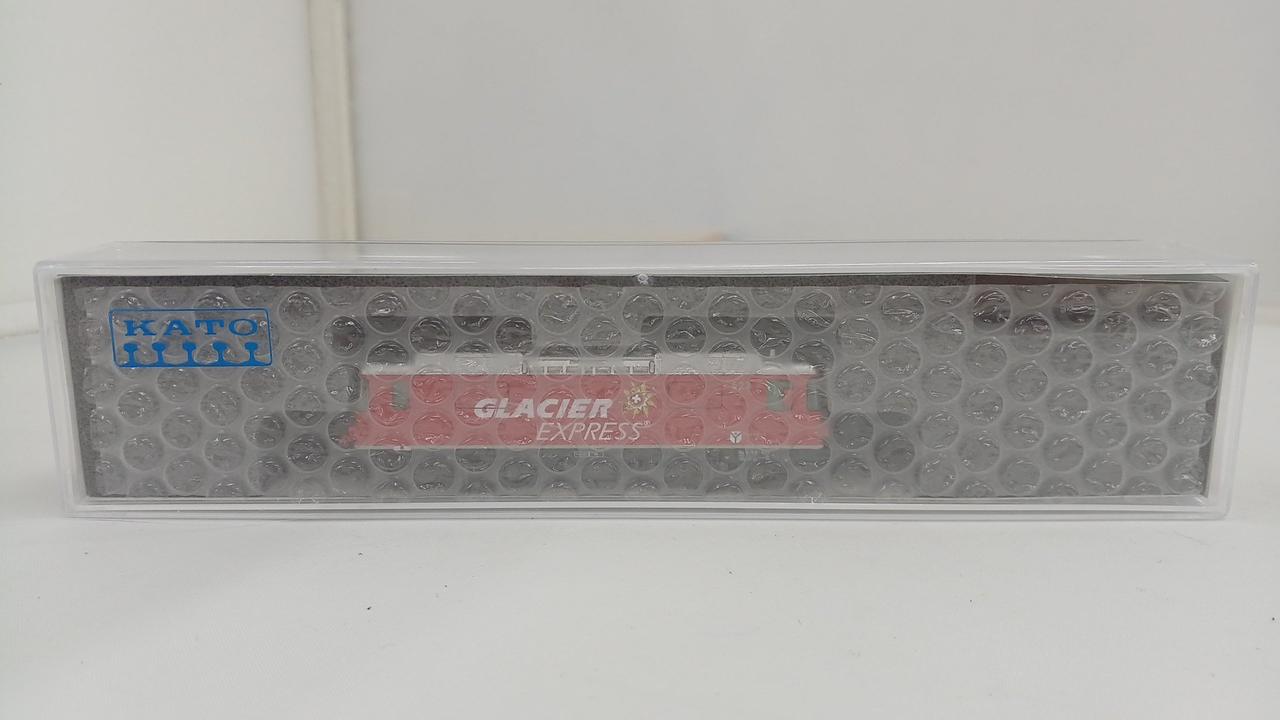 KATO
GLACIER
EXPRESS®